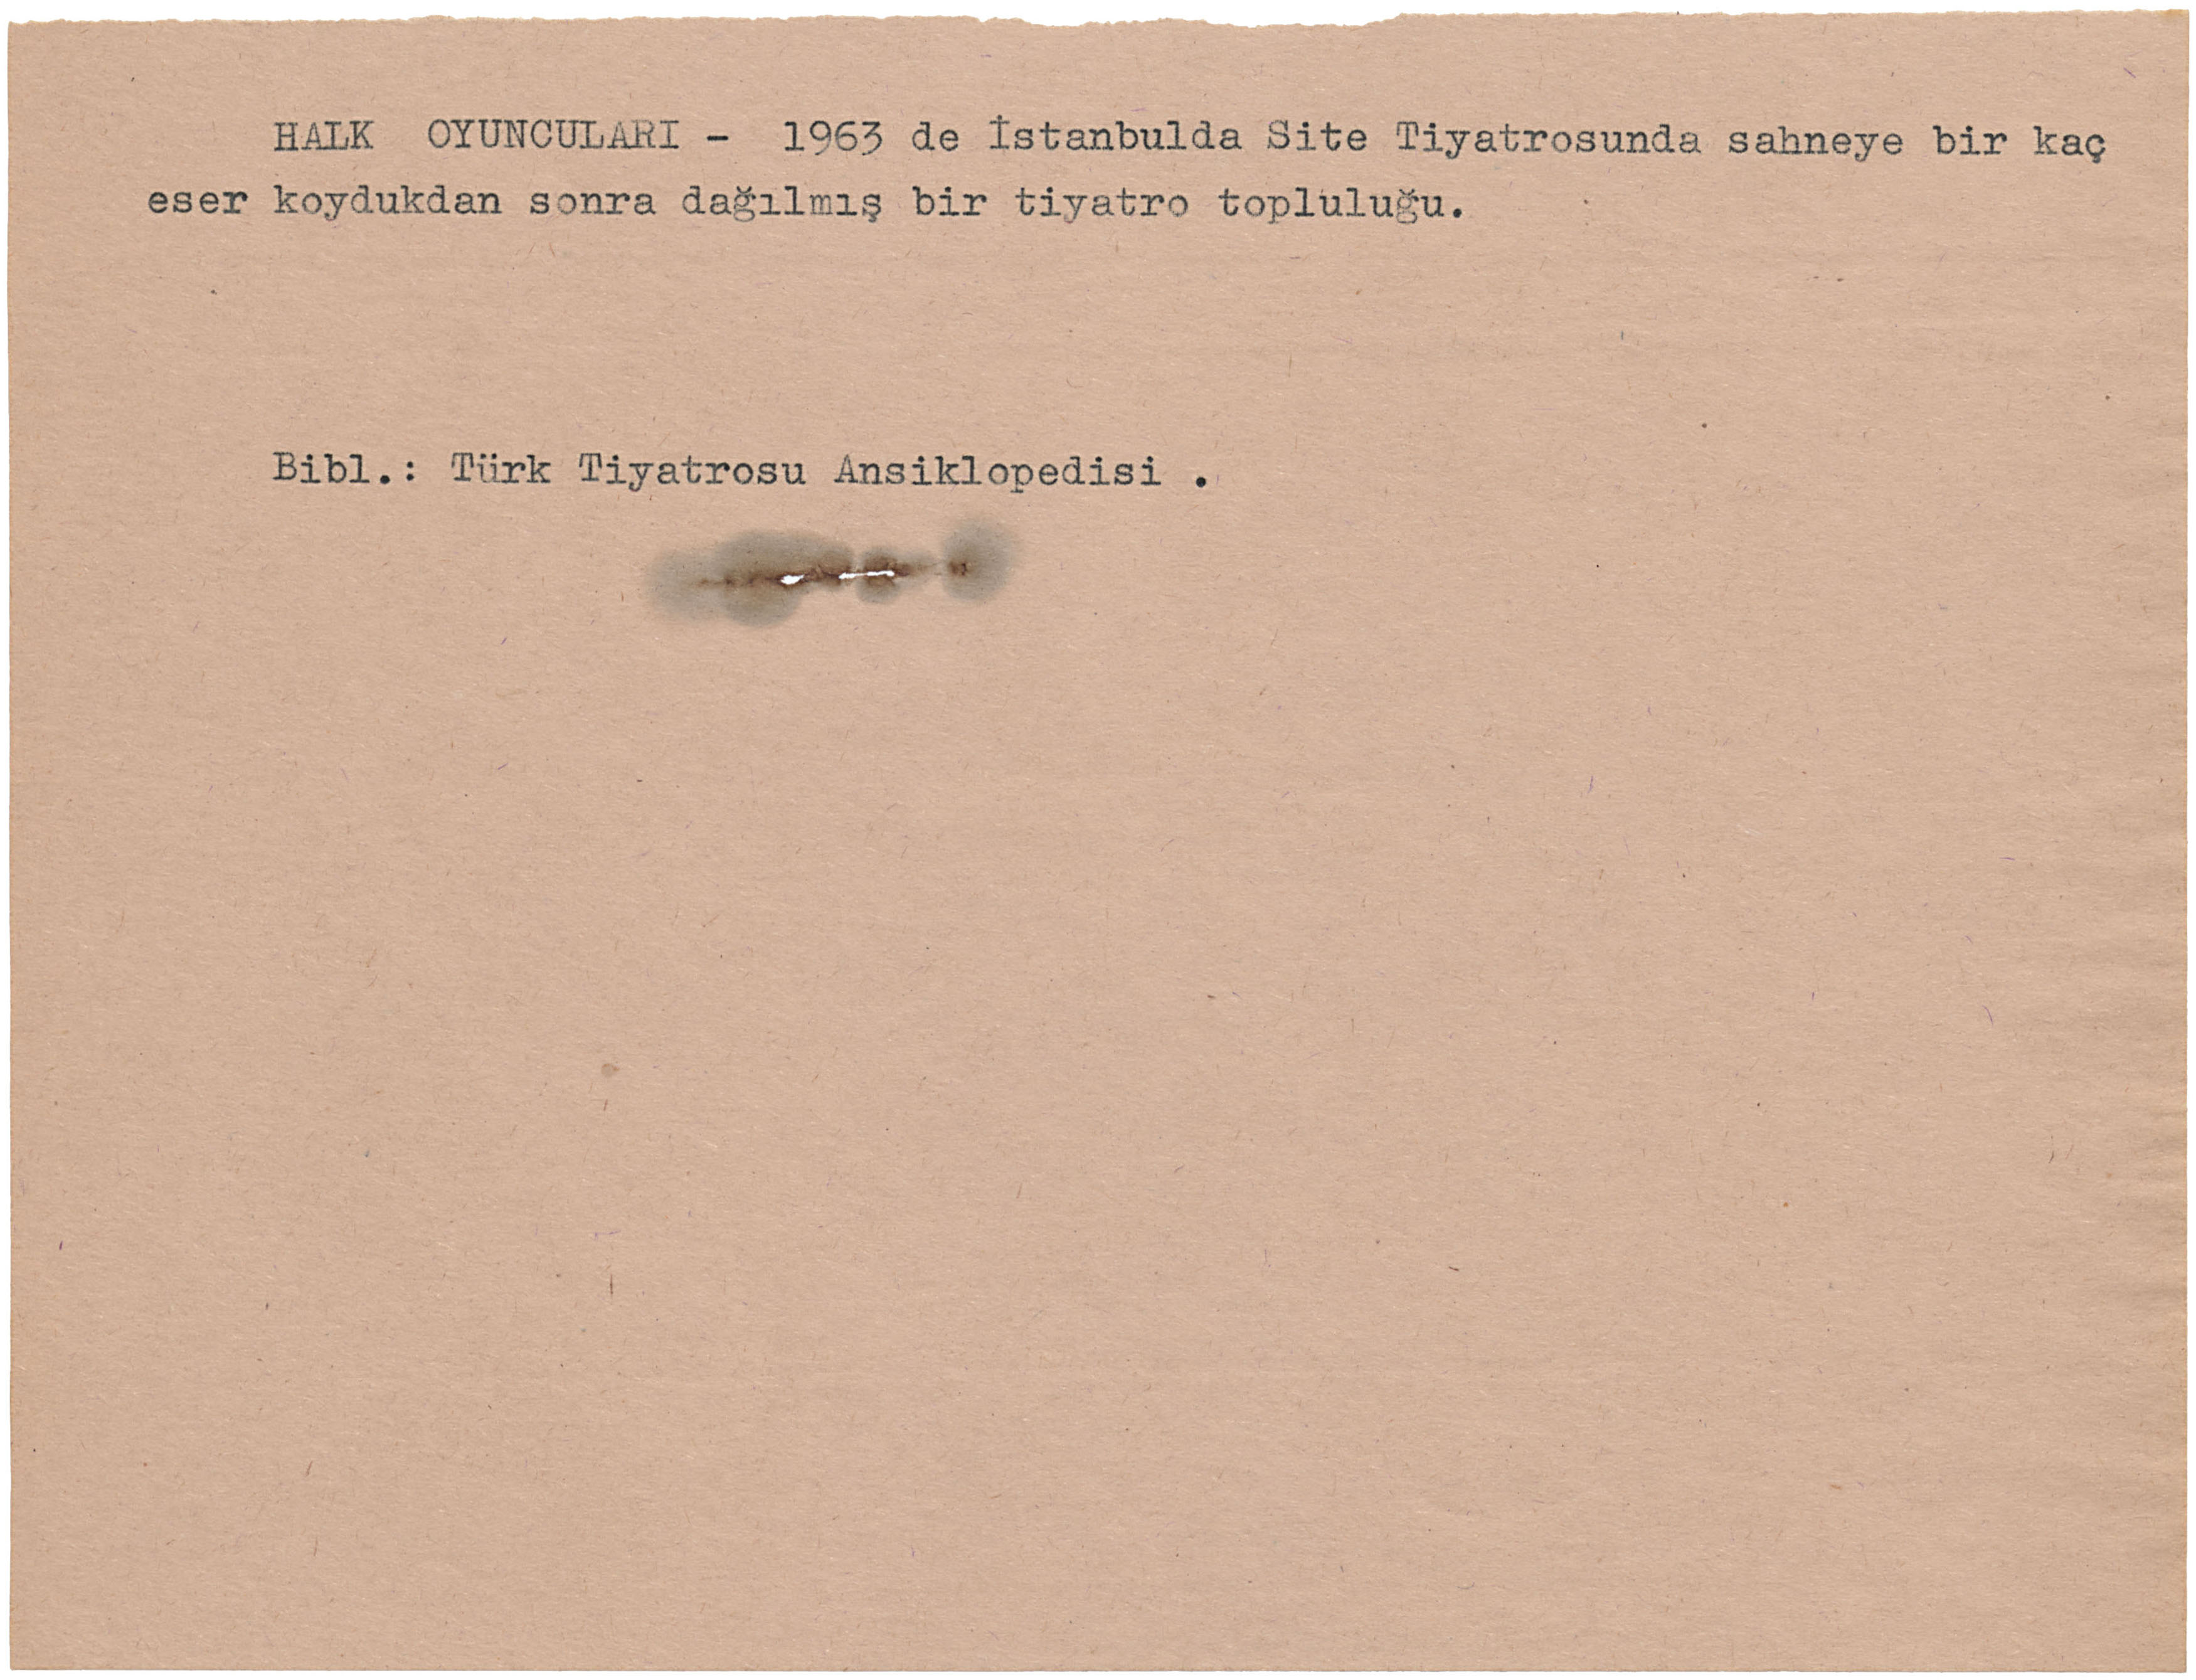 HALK OYUNCULARI - 1963 de İstanbulda Site Tiyatrosunda sahneye bir kaç
eser koydukdan sonra dağılmış bir tiyatro topluluğu.
Bibl.: Türk Tiyatrosu Ansiklopedisi .